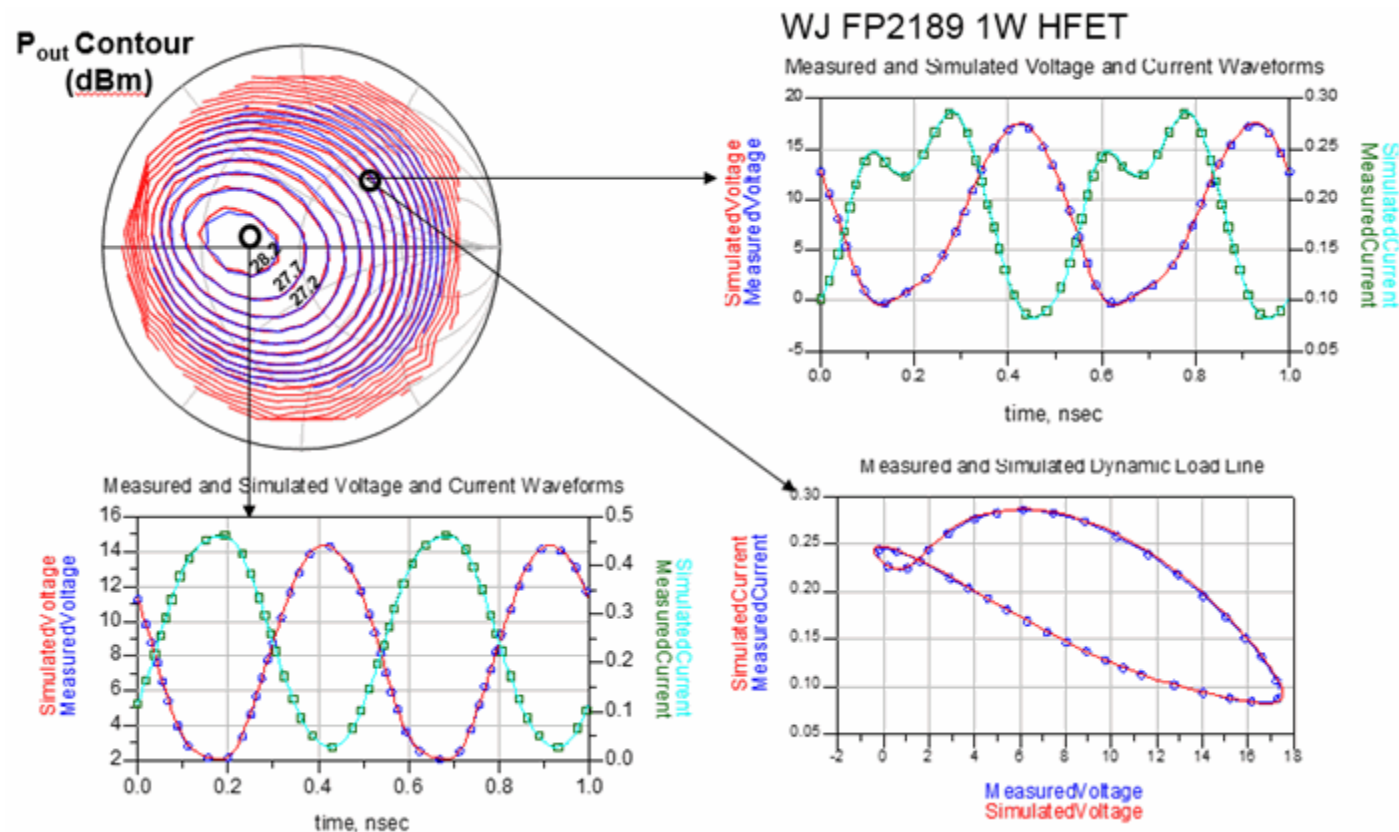 P_out Contour
(dBm)
28.2
27.7
27.2
WJ FP2189 1W HFET
Measured and Simulated Voltage and Current Waveforms
20
15
10
5
0
-5
SimulatedVoltage
MeasuredVoltage
0.30
0.25
0.20
0.15
0.10
0.05
SimulatedCurrent
MeasuredCurrent
0.0 0.2 0.4 0.6 0.8 1.0
time, nsec
Measured and Simulated Voltage and Current Waveforms
16
14
12
10
8
6
4
2
SimulatedVoltage
MeasuredVoltage
0.5
0.4
0.3
0.2
0.1
0.0
SimulatedCurrent
MeasuredCurrent
0.0 0.2 0.4 0.6 0.8 1.0
time, nsec
Measured and Simulated Dynamic Load Line
0.30
0.25
0.20
0.15
0.10
0.05
SimulatedCurrent
MeasuredCurrent
-2 0 2 4 6 8 10 12 14 16 18
MeasuredVoltage
SimulatedVoltage